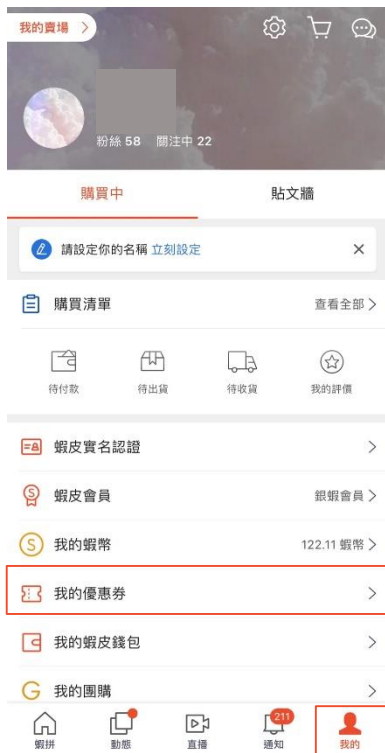 我的賣場 >
粉絲 58 關注中 22
購買中 貼文牆
請設定你的名稱 立刻設定 ×
購買清單 查看全部 >
待付款 待出貨 待收貨 我的評價
蝦皮實名認證 >
蝦皮會員 銀蝦會員 >
我的蝦幣 122.11 蝦幣 >
我的優惠券 >
我的蝦皮錢包 >
我的團購 >
211
蝦拼 動態 直播 通知 我的